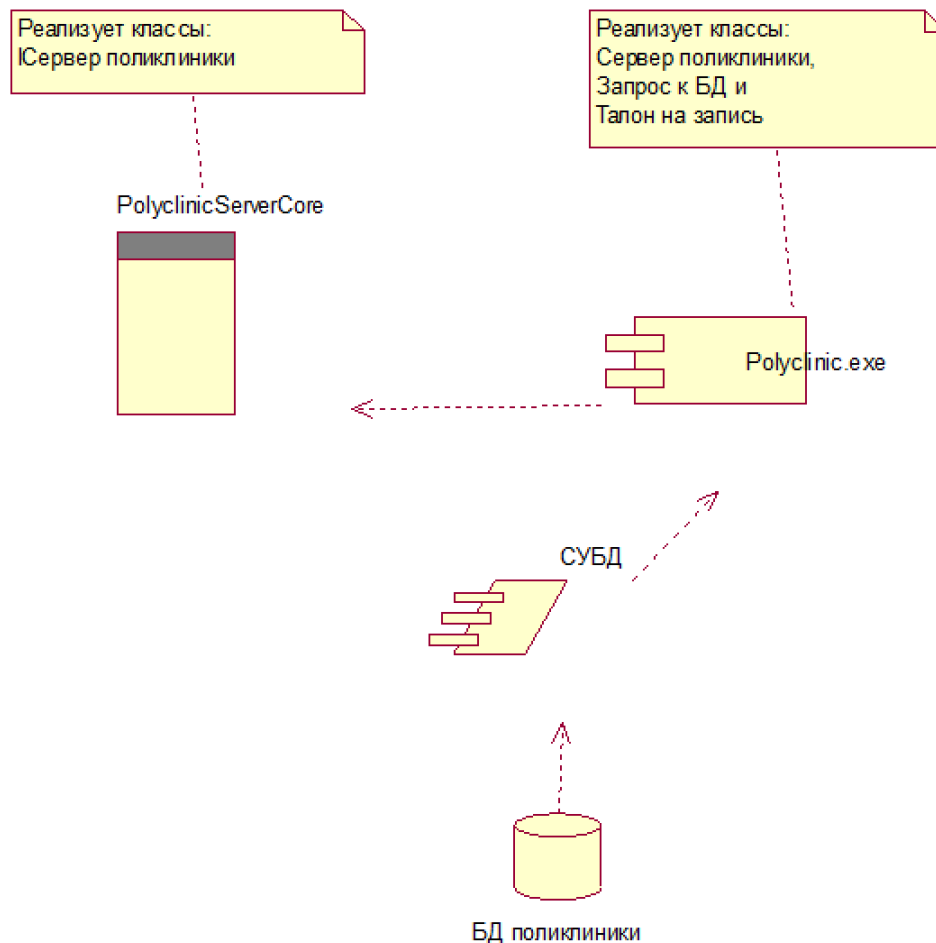 Реализует классы:
IСервер поликлиники
Реализует классы:
Сервер поликлиники,
Запрос к БД и
Талон на запись
PolyclinicServerCore
Polyclinic.exe
СУБД
БД поликлиники